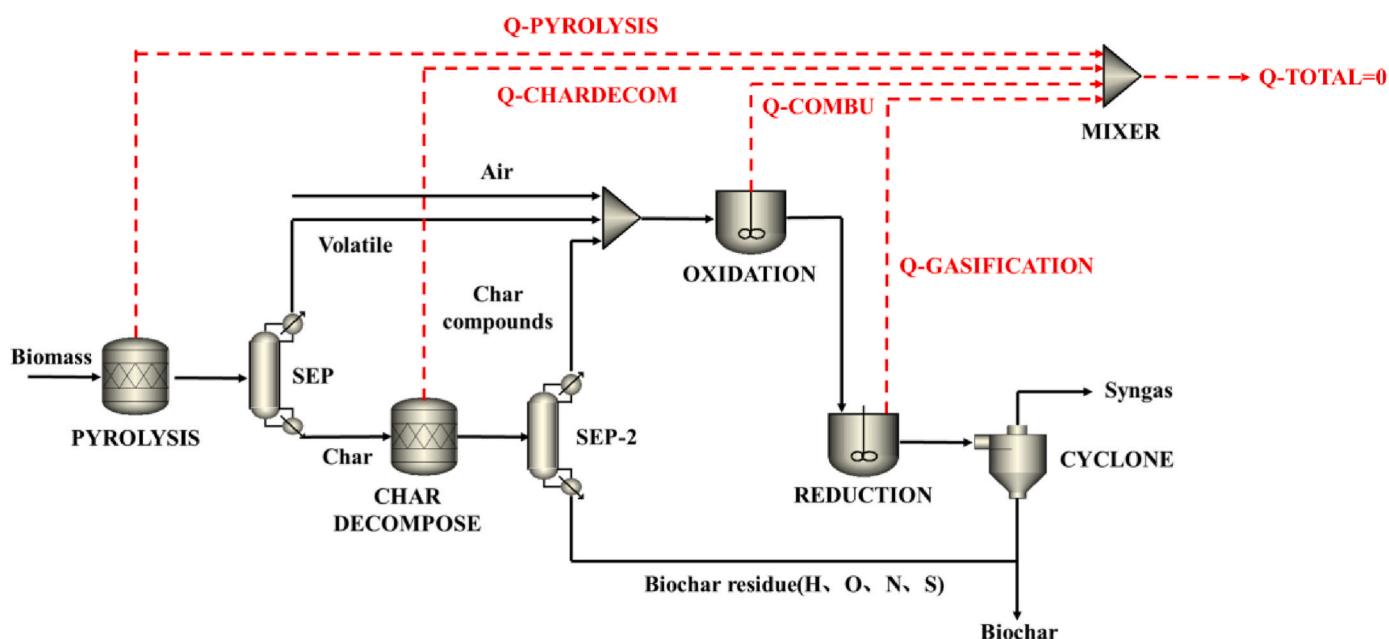 Q-PYROLYSIS
Q-TOTAL=0
Q-CHARDECOM
Q-COMBU
MIXER
Air
Volatile
OXIDATION
Q-GASIFICATION
Char
compounds
Biomass
SEP
PYROLYSIS
Syngas
SEP-2
Char
CYCLONE
CHAR
DECOMPOSE
REDUCTION
Biochar residue(H、O、N、S)
Biochar